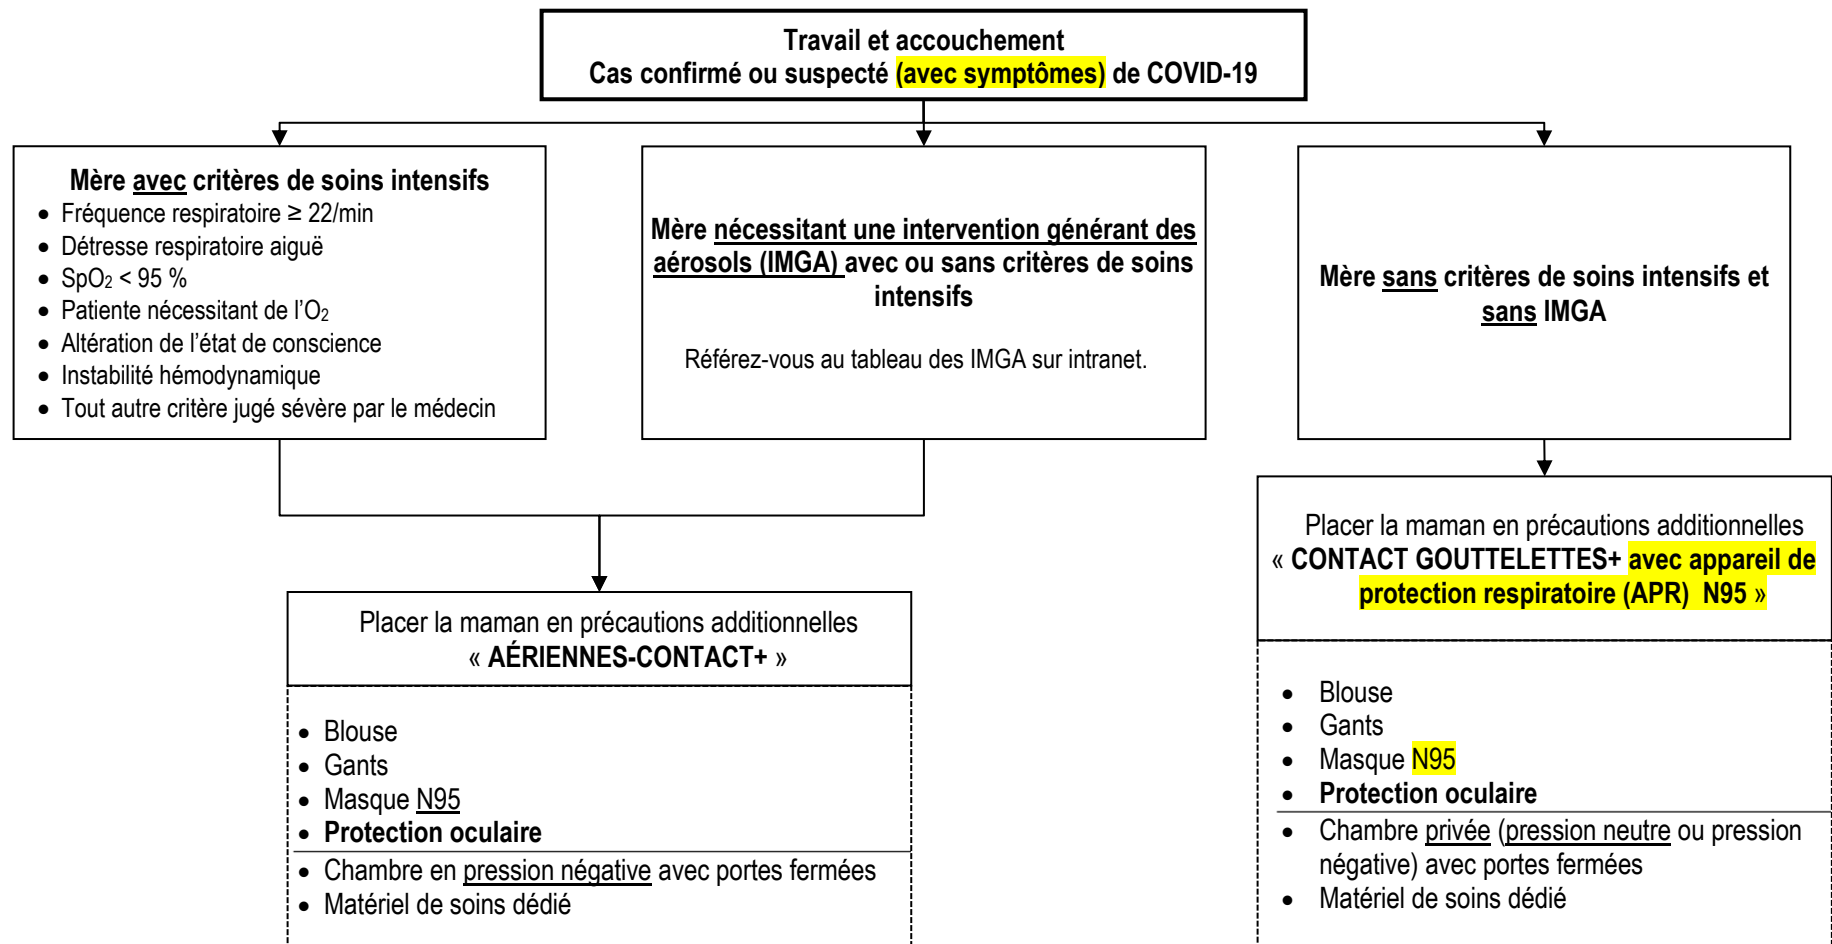 Travail et accouchement
Cas confirmé ou suspecté (avec symptômes) de COVID-19
Mère avec critères de soins intensifs
• Fréquence respiratoire ≥ 22/min
• Détresse respiratoire aiguë
• SpO2 < 95 %
• Patiente nécessitant de l’O2
• Altération de l’état de conscience
• Instabilité hémodynamique
• Tout autre critère jugé sévère par le médecin
Mère nécessitant une intervention générant des
aérosols (IMGA) avec ou sans critères de soins
intensifs
Référez-vous au tableau des IMGA sur intranet.
Mère sans critères de soins intensifs et
sans IMGA
Placer la maman en précautions additionnelles
« AÉRIENNES-CONTACT+ »
• Blouse
• Gants
• Masque N95
• Protection oculaire
• Chambre en pression négative avec portes fermées
• Matériel de soins dédié
Placer la maman en précautions additionnelles
« CONTACT GOUTTELETTES+ avec appareil de
protection respiratoire (APR) N95 »
• Blouse
• Gants
• Masque N95
• Protection oculaire
• Chambre privée (pression neutre ou pression
négative) avec portes fermées
• Matériel de soins dédié